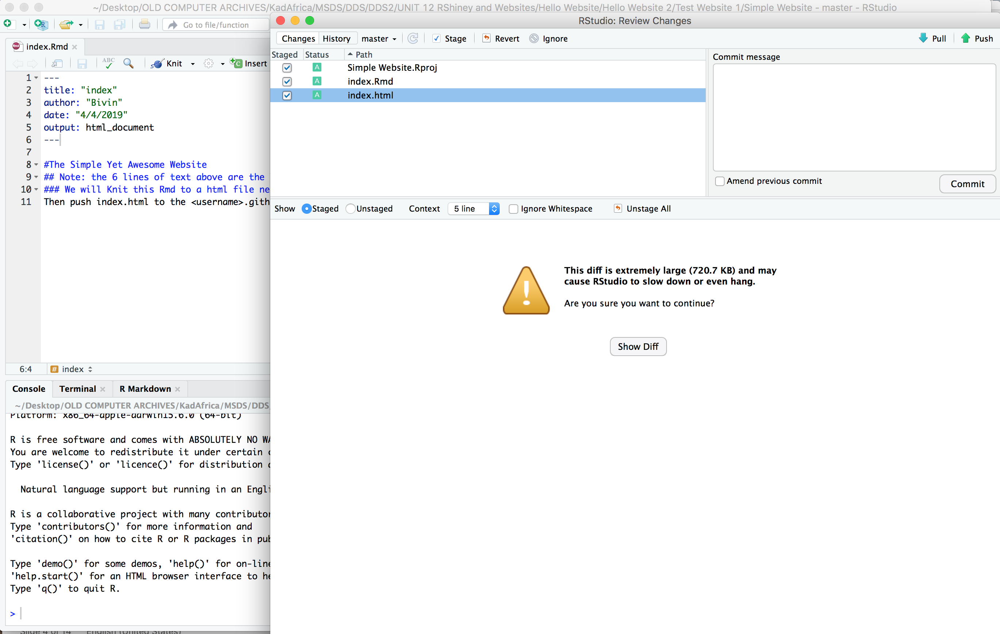 ~/Desktop/OLD COMPUTER ARCHIVES/KadAfrica/MSDS/DDS/DDS2/UNIT 12 RShiney and Websites/Hello Website/Hello Website 2/Test Website 1/Simple Website - master - RStudio
Go to file/function
index.Rmd
ABC
Knit
Insert
1 ---
2 title: "index"
3 author: "Bivin"
4 date: "4/4/2019"
5 output: html_document
6 ---
7
8 #The Simple Yet Awesome Website
9 ## Note: the 6 lines of text above are the
10 ### We will Knit this Rmd to a html file ne
11 Then push index.html to the <username>.gith
6:4 # index
Console Terminal R Markdown
~/Desktop/OLD COMPUTER ARCHIVES/KadAfrica/MSDS/DDS
Platform: x86_64-apple-darwin15.6.0 (64-bit)
R is free software and comes with ABSOLUTELY NO WA
You are welcome to redistribute it under certain c
Type 'license()' or 'licence()' for distribution
Natural language support but running in an Engli
R is a collaborative project with many contributor
Type 'contributors()' for more information and
'citation()' on how to cite R or R packages in pub
Type 'demo()' for some demos, 'help()' for on-line
'help.start()' for an HTML browser interface to he
Type 'q()' to quit R.
>
Slide 4 of 14 English (United States)
RStudio: Review Changes
Changes History master Stage Revert Ignore Pull Push
Staged Status Path
A Simple Website.Rproj
A index.Rmd
A index.html
Commit message
Amend previous commit
Commit
Show Staged Unstaged Context 5 line Ignore Whitespace Unstage All
This diff is extremely large (720.7 KB) and may
cause RStudio to slow down or even hang.
Are you sure you want to continue?
Show Diff